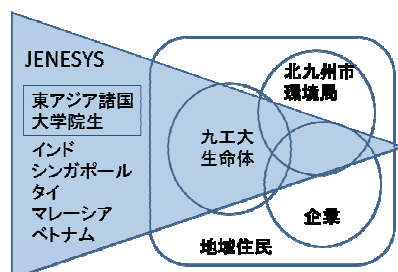 JENESYS
東アジア諸国
大学院生
インド
シンガポール
タイ
マレーシア
ベトナム
九工大
生命体
北九州市
環境局
企業
地域住民